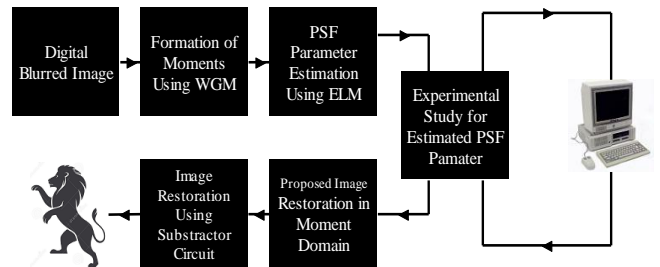 Digital
Blurred Image
Formation of
Moments
Using WGM
PSF
Parameter
Estimation
Using ELM
Experimental
Study for
Estimated PSF
Pamater
Image
Restoration
Using
Substractor
Circuit
Proposed Image
Restoration in
Moment
Domain